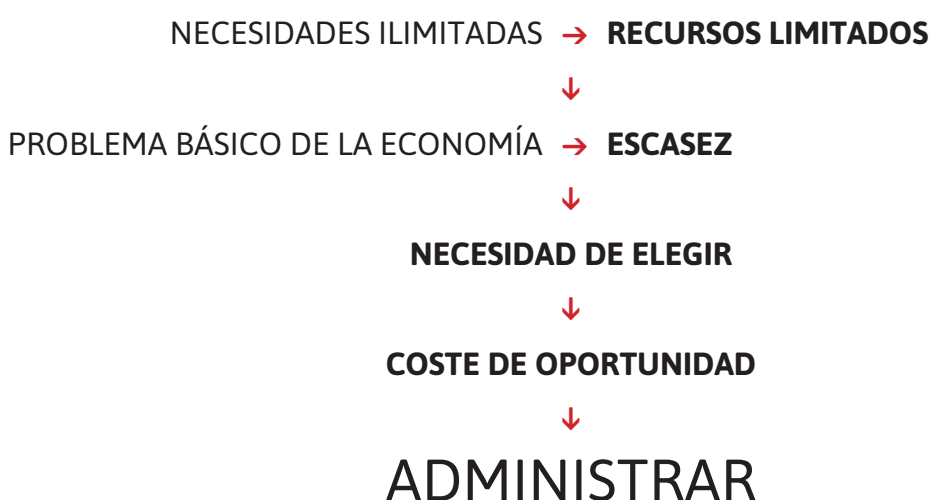 NECESIDADES ILIMITADAS → RECURSOS LIMITADOS
↓
PROBLEMA BÁSICO DE LA ECONOMÍA → ESCASEZ
↓
NECESIDAD DE ELEGIR
↓
COSTE DE OPORTUNIDAD
↓
ADMINISTRAR